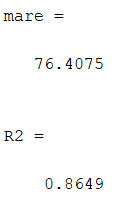 mare =
76.4075
R2 =
0.8649